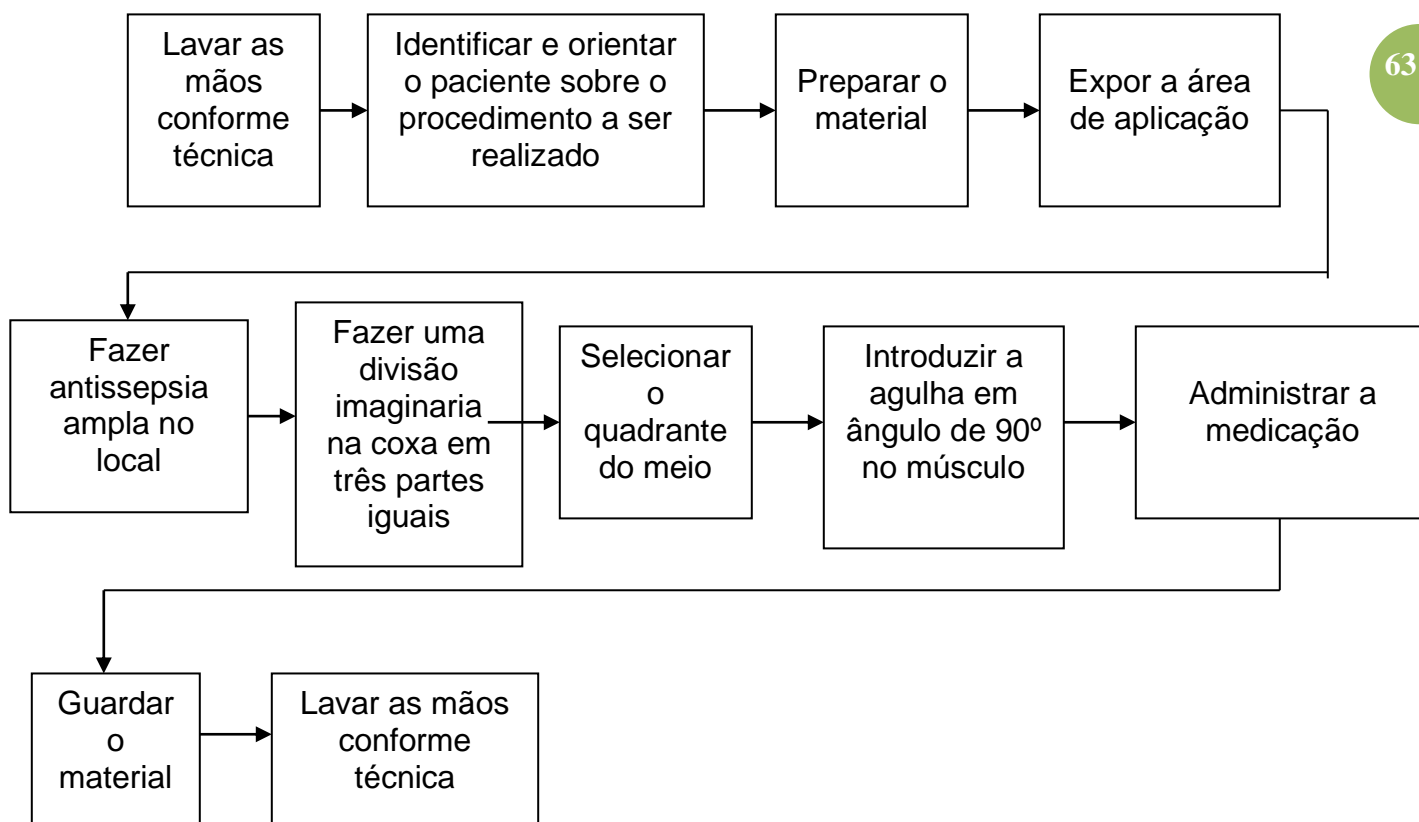 Lavar as
mãos
conforme
técnica
Identificar e orientar
o paciente sobre o
procedimento a ser
realizado
Preparar o
material
Expor a área
de aplicação
63
Fazer
antissepsia
ampla no
local
Fazer uma
divisão
imaginaria
na coxa em
três partes
iguais
Selecionar
o
quadrante
do meio
Introduzir a
agulha em
ângulo de 90º
no músculo
Administrar a
medicação
Guardar
o
material
Lavar as mãos
conforme
técnica